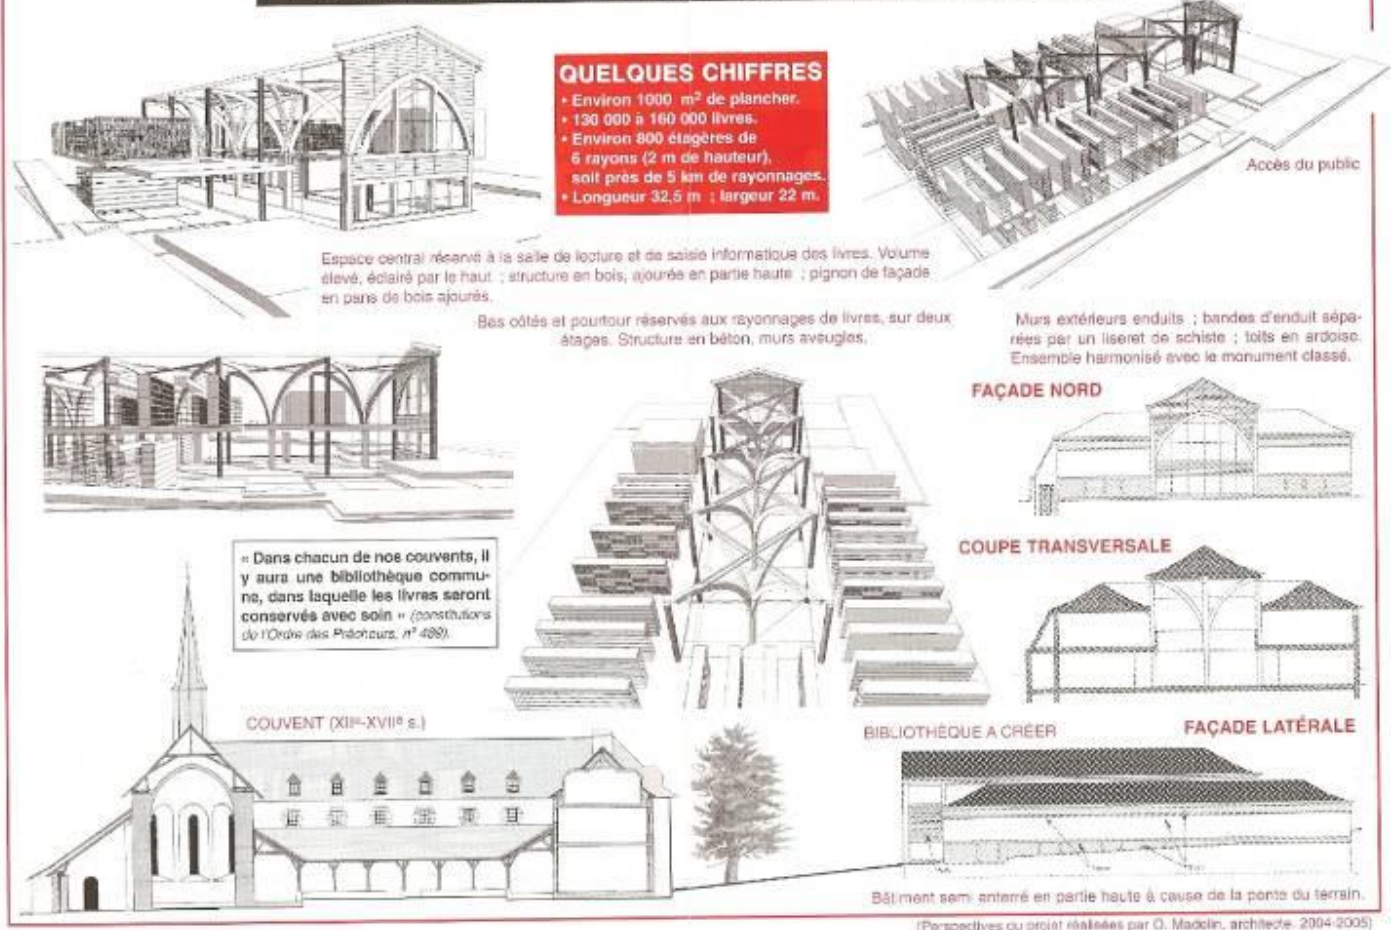 QUELQUES CHIFFRES
• Environ 1000 m² de plancher.
• 130 000 à 160 000 livres.
• Environ 800 étagères de
6 rayons (2 m de hauteur),
soit près de 5 km de rayonnages.
• Longueur 32,5 m ; largeur 22 m.
Accès du public
Espace central réservé à la salle de lecture et de saisie informatique des livres. Volume
élevé, éclairé par le haut ; structure en bois, ajourée en partie haute ; pignon de façade
en pans de bois ajourés.
Bas côtés et pourtour réservés aux rayonnages de livres, sur deux
étages. Structure en béton, murs aveugles.
Murs extérieurs enduits ; bandes d'enduit sépa-
rées par un liseret de schiste ; toits en ardoise.
Ensemble harmonisé avec le monument classé.
FAÇADE NORD
« Dans chacun de nos couvents, il
y aura une bibliothèque commu-
ne, dans laquelle les livres seront
conservés avec soin » (constitutions
de l'Ordre des Prêcheurs, n° 489).
COUPE TRANSVERSALE
COUVENT (XIIe-XVIIe s.)
BIBLIOTHÈQUE A CRÉER
FAÇADE LATÉRALE
Bâtiment semi enterré en partie haute à cause de la pente du terrain.
(Perspectives du projet réalisées par O. Madelin, architecte, 2004-2005)